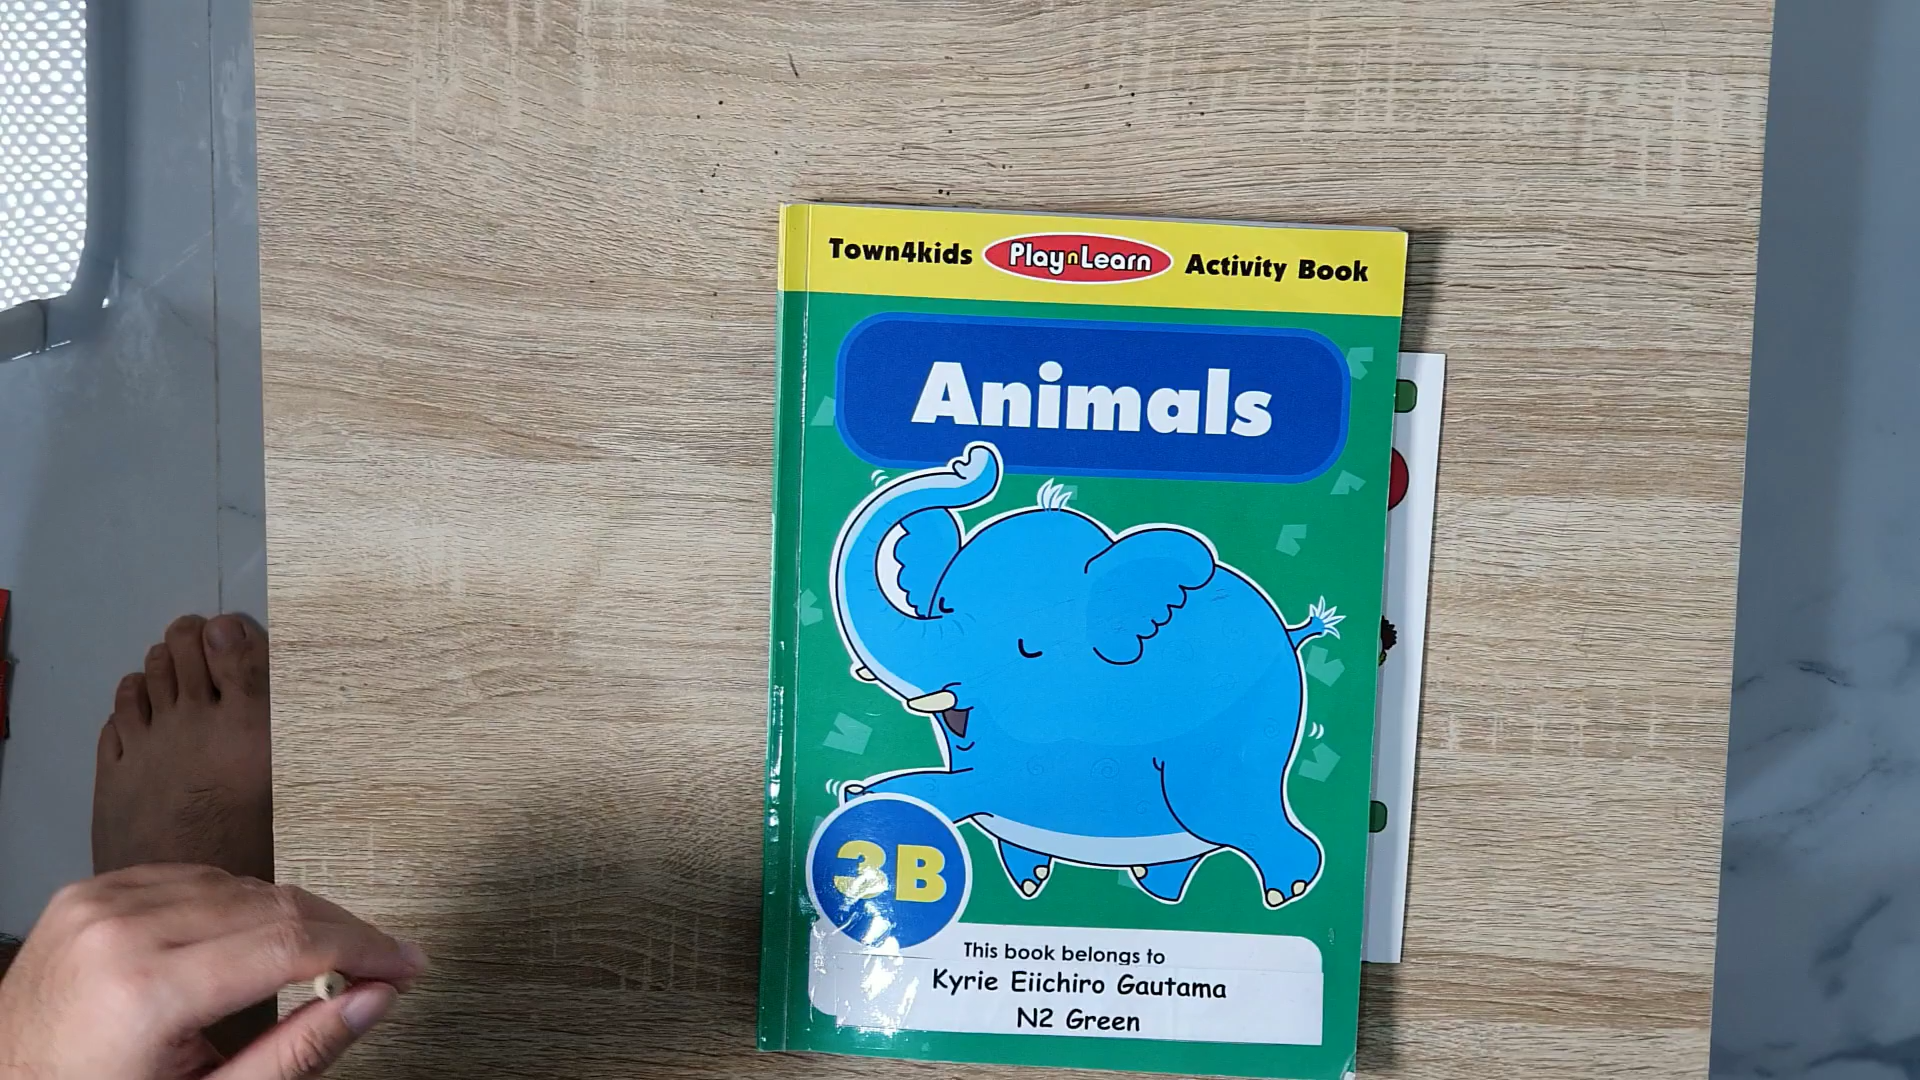 Town4kids Play n Learn Activity Book
Animals
3B
This book belongs to
Kyrie Eiichiro Gautama
N2 Green